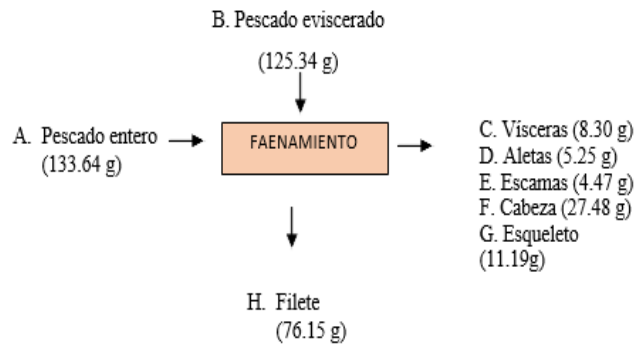 B. Pescado eviscerado
(125.34 g)
A. Pescado entero
(133.64 g)
FAENAMIENTO
C. Vísceras (8.30 g)
D. Aletas (5.25 g)
E. Escamas (4.47 g)
F. Cabeza (27.48 g)
G. Esqueleto
(11.19g)
H. Filete
(76.15 g)